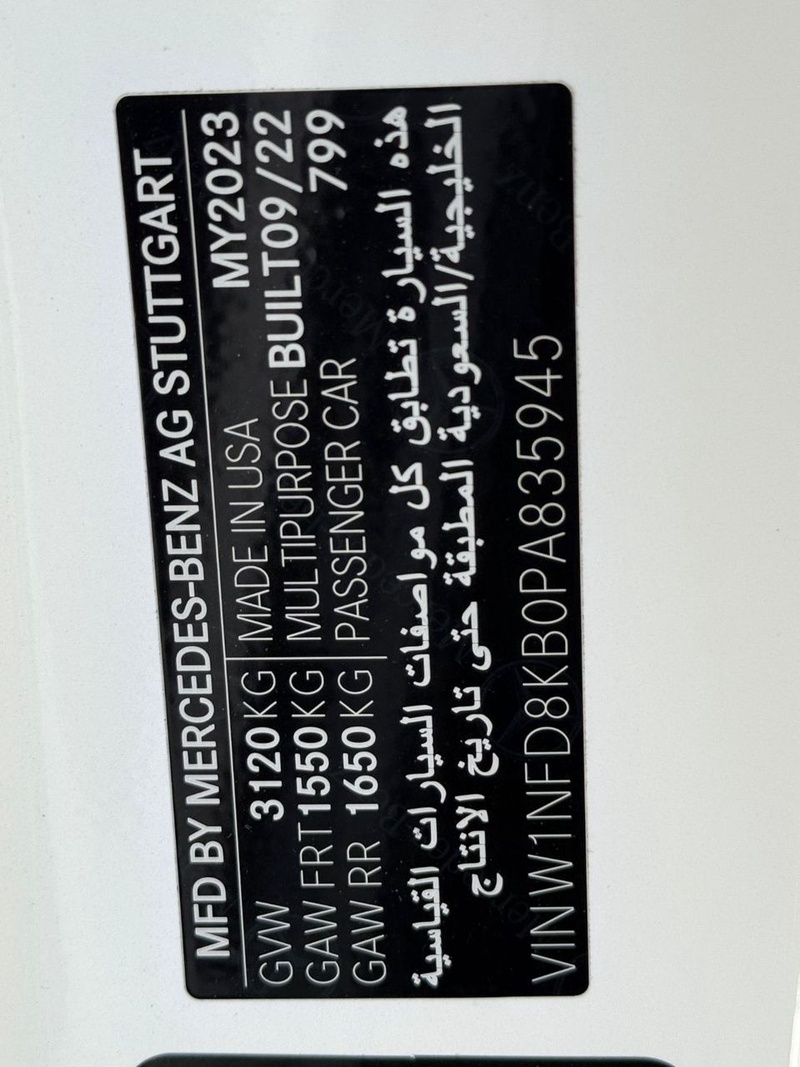 MFD BY MERCEDES-BENZ AG STUTTGART
GVW 3120KG MADE IN USA MY2023
GAW FRT 1550KG MULTIPURPOSE BUILT09/22
GAW RR 1650KG PASSENGER CAR 799
هذه السيارة تطابق كل مواصفات السيارات القياسية
الخليجية/السعودية المطبقة حتى تاريخ الانتاج
VIN W1NFD8KB0PA835945